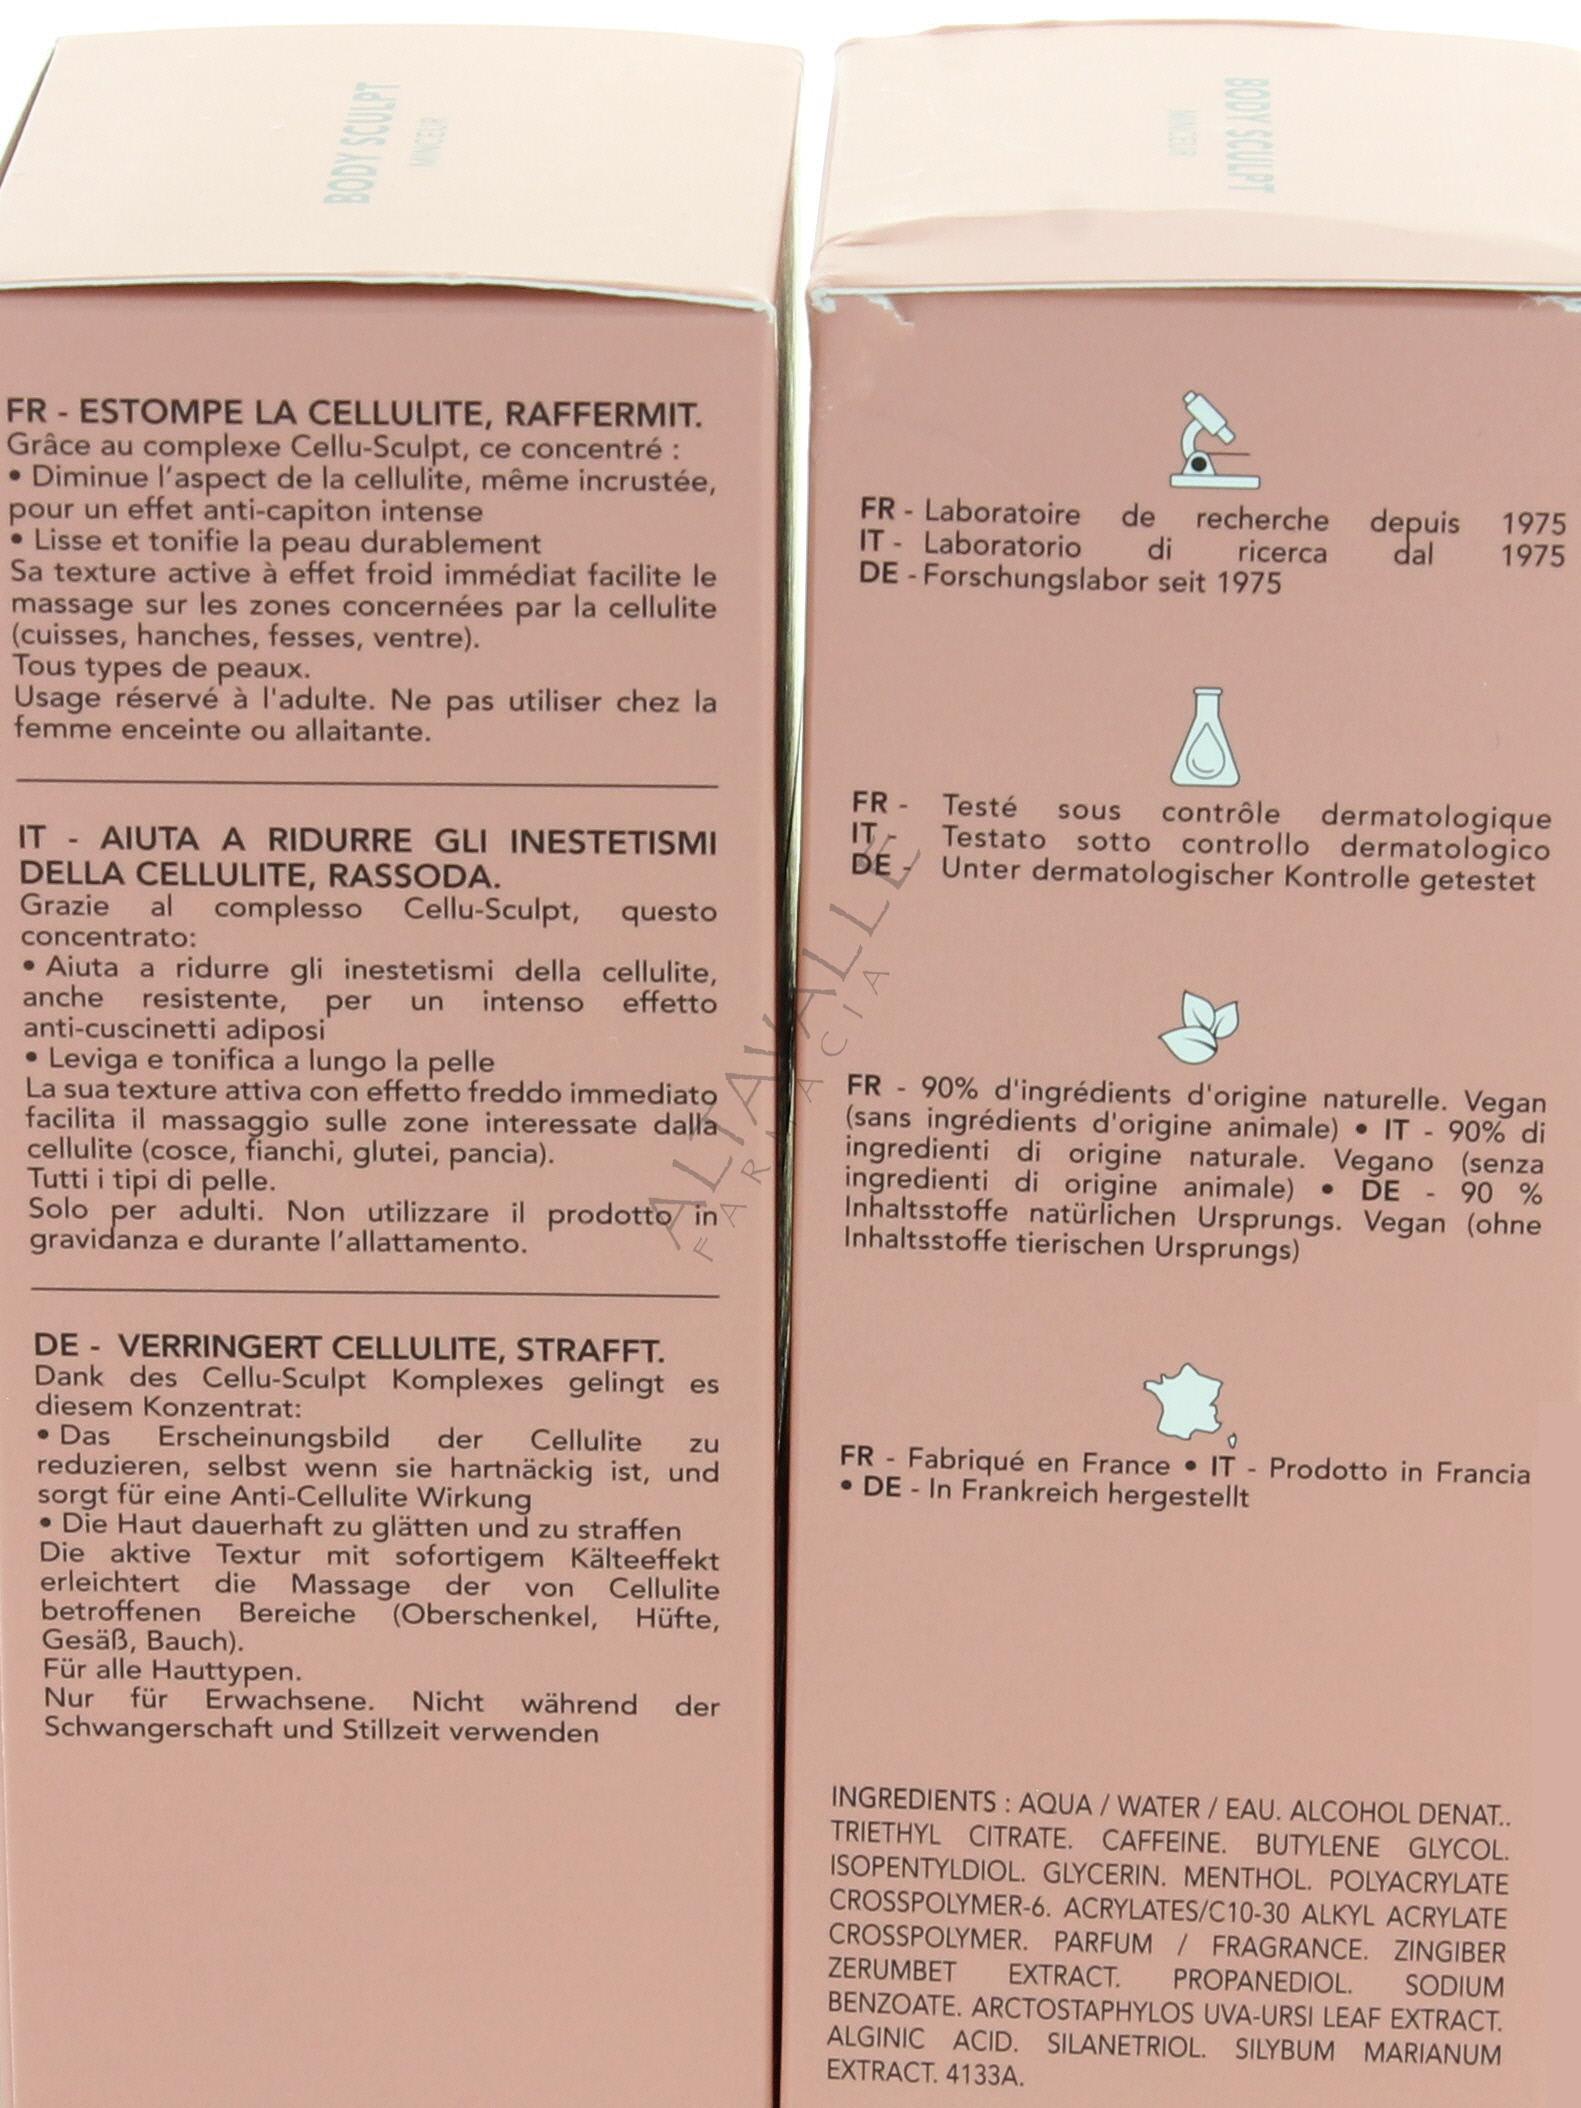 BODY SCULPT
MINCEUR
FR - ESTOMPE LA CELLULITE, RAFFERMIT.
Grâce au complexe Cellu-Sculpt, ce concentré :
• Diminue l'aspect de la cellulite, même incrustée,
pour un effet anti-capiton intense
• Lisse et tonifie la peau durablement
Sa texture active à effet froid immédiat facilite le
massage sur les zones concernées par la cellulite
(cuisses, hanches, fesses, ventre).
Tous types de peaux.
Usage réservé à l'adulte. Ne pas utiliser chez la
femme enceinte ou allaitante.
IT - AIUTA A RIDURRE GLI INESTETISMI
DELLA CELLULITE, RASSODA.
Grazie al complesso Cellu-Sculpt, questo
concentrato:
• Aiuta a ridurre gli inestetismi della cellulite,
anche resistente, per un intenso effetto
anti-cuscinetti adiposi
• Leviga e tonifica a lungo la pelle
La sua texture attiva con effetto freddo immediato
facilita il massaggio sulle zone interessate dalla
cellulite (cosce, fianchi, glutei, pancia).
Tutti i tipi di pelle.
Solo per adulti. Non utilizzare il prodotto in
gravidanza e durante l'allattamento.
DE - VERRINGERT CELLULITE, STRAFFT.
Dank des Cellu-Sculpt Komplexes gelingt es
diesem Konzentrat:
• Das Erscheinungsbild der Cellulite zu
reduzieren, selbst wenn sie hartnäckig ist, und
sorgt für eine Anti-Cellulite Wirkung
• Die Haut dauerhaft zu glätten und zu straffen
Die aktive Textur mit sofortigem Kälteeffekt
erleichtert die Massage der von Cellulite
betroffenen Bereiche (Oberschenkel, Hüfte,
Gesäß, Bauch).
Für alle Hauttypen.
Nur für Erwachsene. Nicht während der
Schwangerschaft und Stillzeit verwenden
BODY SCULPT
MINCEUR
FR - Laboratoire de recherche depuis 1975
IT - Laboratorio di ricerca dal 1975
DE - Forschungslabor seit 1975
FR - Testé sous contrôle dermatologique
IT - Testato sotto controllo dermatologico
DE - Unter dermatologischer Kontrolle getestet
FR - 90% d'ingrédients d'origine naturelle. Vegan
(sans ingrédients d'origine animale) • IT - 90% di
ingredienti di origine naturale. Vegano (senza
ingredienti di origine animale) • DE - 90 %
Inhaltsstoffe natürlichen Ursprungs. Vegan (ohne
Inhaltsstoffe tierischen Ursprungs)
FR - Fabriqué en France • IT - Prodotto in Francia
• DE - In Frankreich hergestellt
INGREDIENTS : AQUA / WATER / EAU. ALCOHOL DENAT..
TRIETHYL CITRATE. CAFFEINE. BUTYLENE GLYCOL.
ISOPENTYLDIOL. GLYCERIN. MENTHOL. POLYACRYLATE
CROSSPOLYMER-6. ACRYLATES/C10-30 ALKYL ACRYLATE
CROSSPOLYMER. PARFUM / FRAGRANCE. ZINGIBER
ZERUMBET EXTRACT. PROPANEDIOL. SODIUM
BENZOATE. ARCTOSTAPHYLOS UVA-URSI LEAF EXTRACT.
ALGINIC ACID. SILANETRIOL. SILYBUM MARIANUM
EXTRACT. 4133A.
ALTAVALLE
FARMACIA